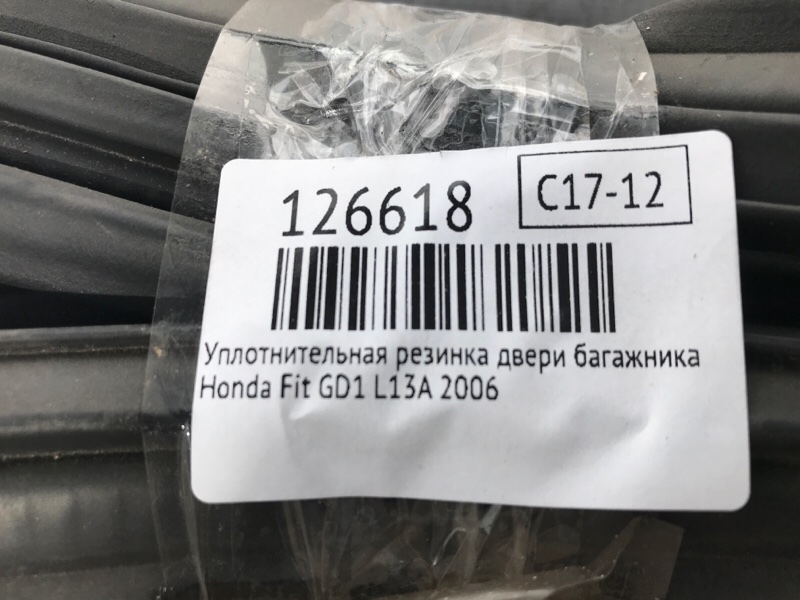 126618
C17-12
Уплотнительная резинка двери багажника
Honda Fit GD1 L13A 2006